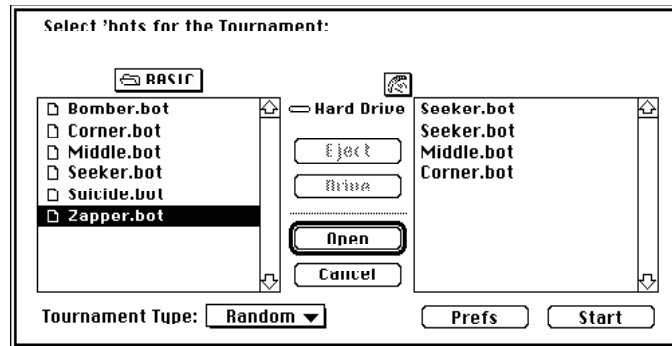 Select 'bots for the Tournament:
BASIC
Bomber.bot
Corner.bot
Middle.bot
Seeker.bot
Suicide.bot
Zapper.bot
Hard Drive
Eject
Drive
Open
Cancel
Seeker.bot
Seeker.bot
Middle.bot
Corner.bot
Tournament Type: Random
Prefs
Start